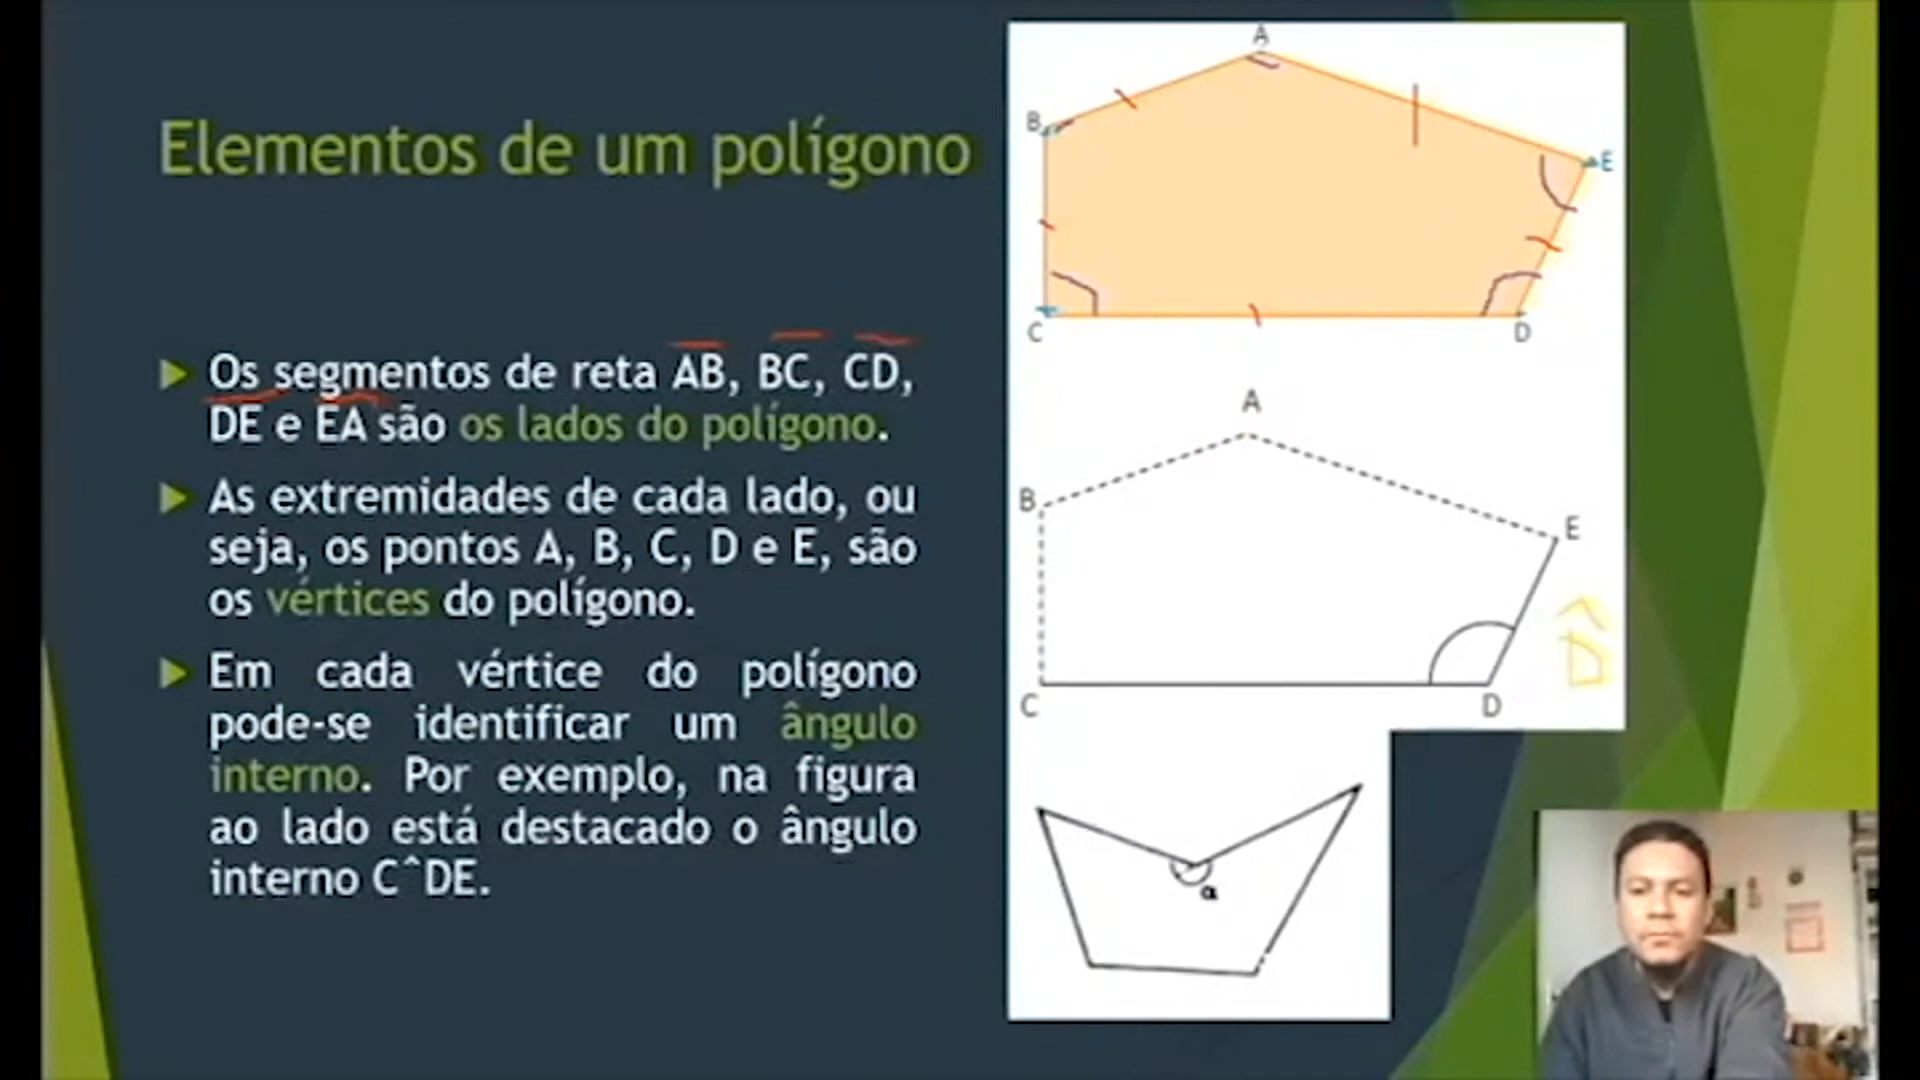 Elementos de um polígono
Os segmentos de reta AB, BC, CD,
DE e EA são os lados do polígono.
As extremidades de cada lado, ou
seja, os pontos A, B, C, D e E, são
os vértices do polígono.
Em cada vértice do polígono
pode-se identificar um ângulo
interno. Por exemplo, na figura
ao lado está destacado o ângulo
interno CˆDE.
A
B
E
C
D
A
B
E
D̂
C
D
α